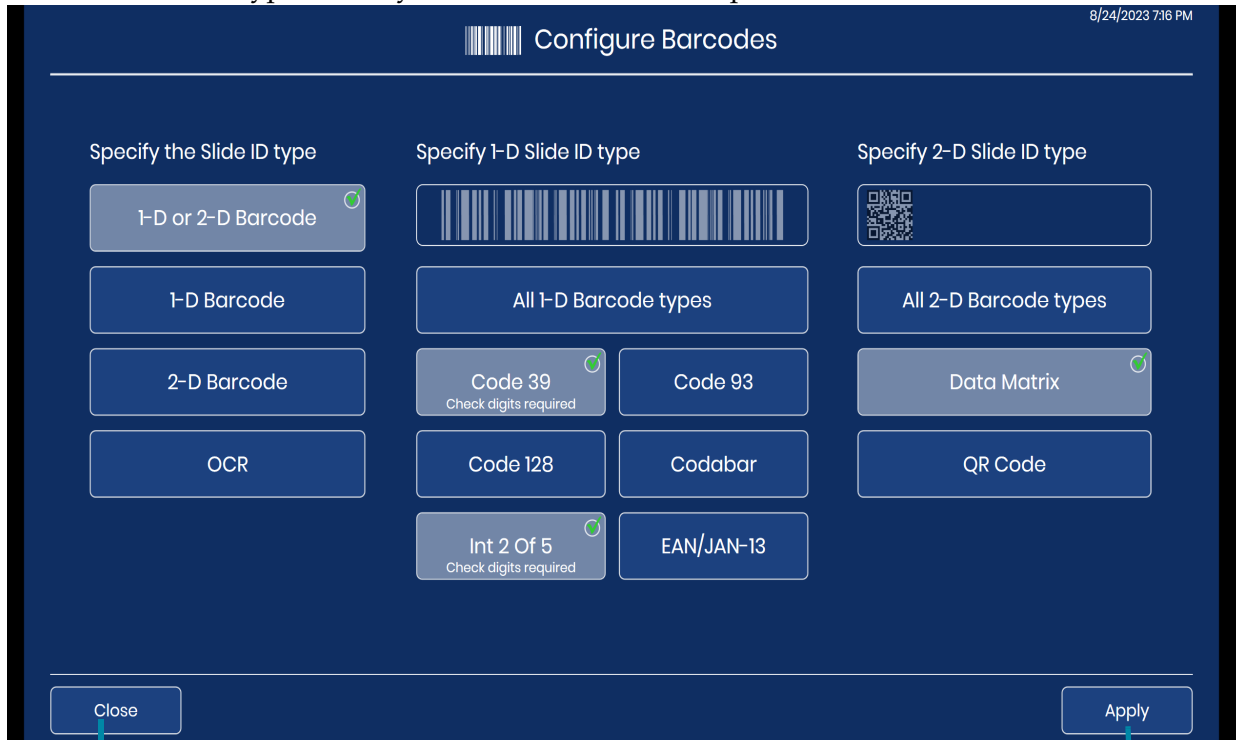 8/24/2023 7:16 PM
Configure Barcodes
Specify the Slide ID type
1-D or 2-D Barcode
1-D Barcode
2-D Barcode
OCR
Specify 1-D Slide ID type
All 1-D Barcode types
Code 39
Check digits required
Code 93
Code 128
Codabar
Int 2 Of 5
Check digits required
EAN/JAN-13
Specify 2-D Slide ID type
All 2-D Barcode types
Data Matrix
QR Code
Close
Apply